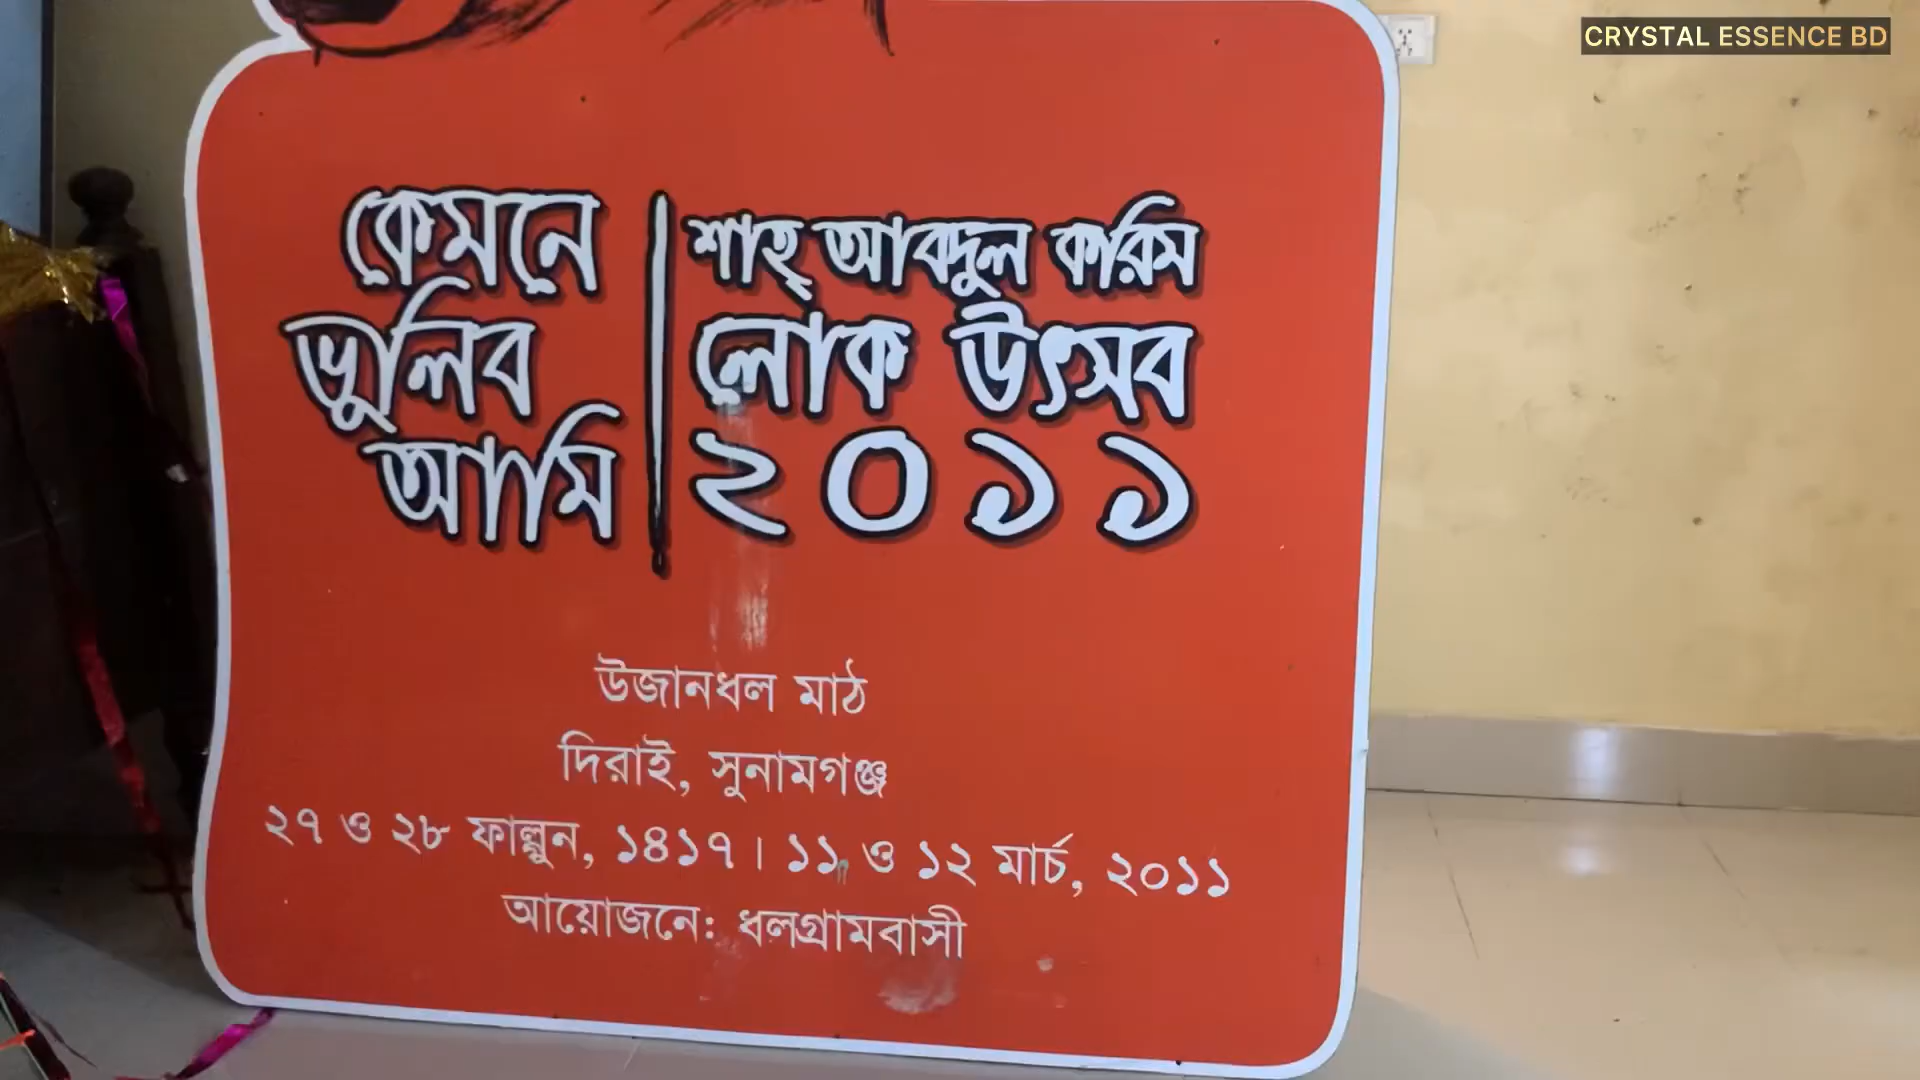 CRYSTAL ESSENCE BD
কেমনে
ভুলিব
আমি
শাহ্ আবদুল করিম
লোক উৎসব
২০১১
উজানধল মাঠ
দিরাই, সুনামগঞ্জ
২৭ ও ২৮ ফাল্গুন, ১৪১৭। ১১ ও ১২ মার্চ, ২০১১
আয়োজনে: ধলগ্রামবাসী